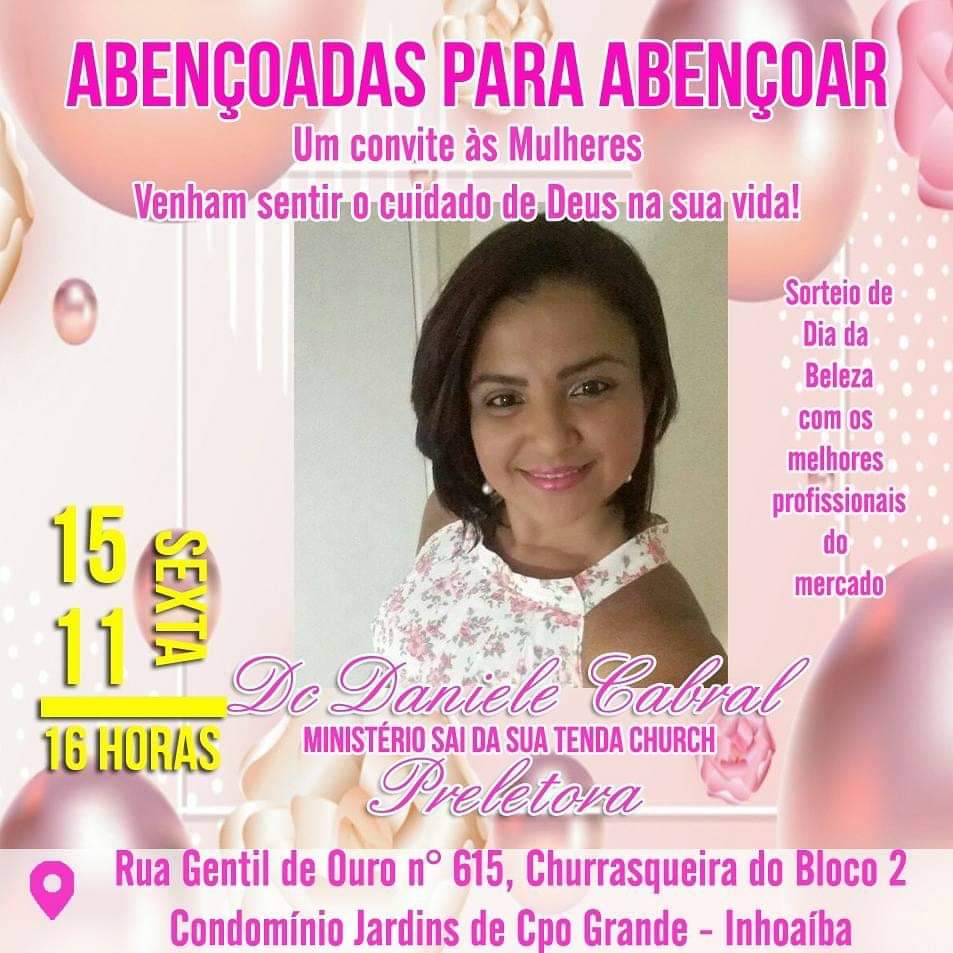 ABENÇOADAS PARA ABENÇOAR
Um convite às Mulheres
Venham sentir o cuidado de Deus na sua vida!
Sorteio de
Dia da
Beleza
com os
melhores
profissionais
do
mercado
15
11
SEXTA
16 HORAS
Dc Daniele Cabral
MINISTÉRIO SAI DA SUA TENDA CHURCH
Preletora
Rua Gentil de Ouro n° 615, Churrasqueira do Bloco 2
Condomínio Jardins de Cpo Grande - Inhoaíba